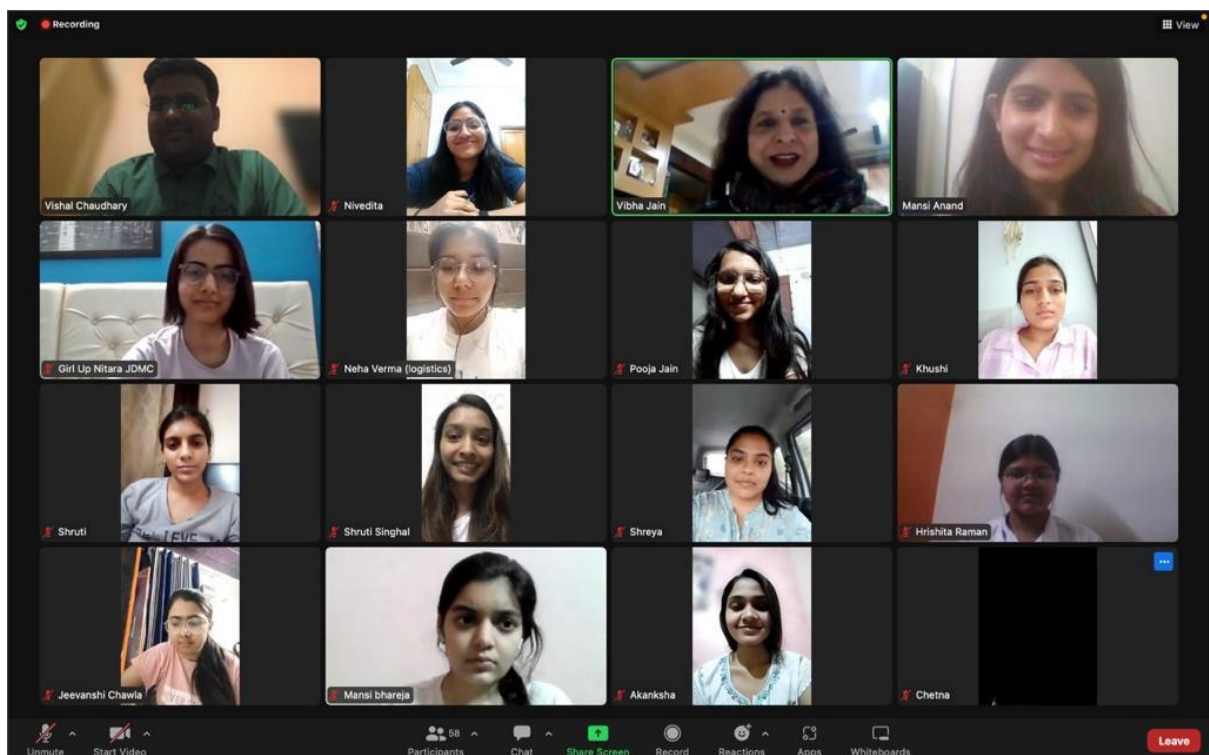 Recording
View
Vishal Chaudhary
Nivedita
Vibha Jain
Mansi Anand
Girl Up Nitara JDMC
Neha Verma (logistics)
Pooja Jain
Khushi
Shruti
Shruti Singhal
Shreya
Hrishita Raman
Jeevanshi Chawla
Mansi bhareja
Akanksha
Chetna
58
Unmute
Start Video
Participants
Chat
Share Screen
Record
Reactions
Apps
Whiteboards
Leave